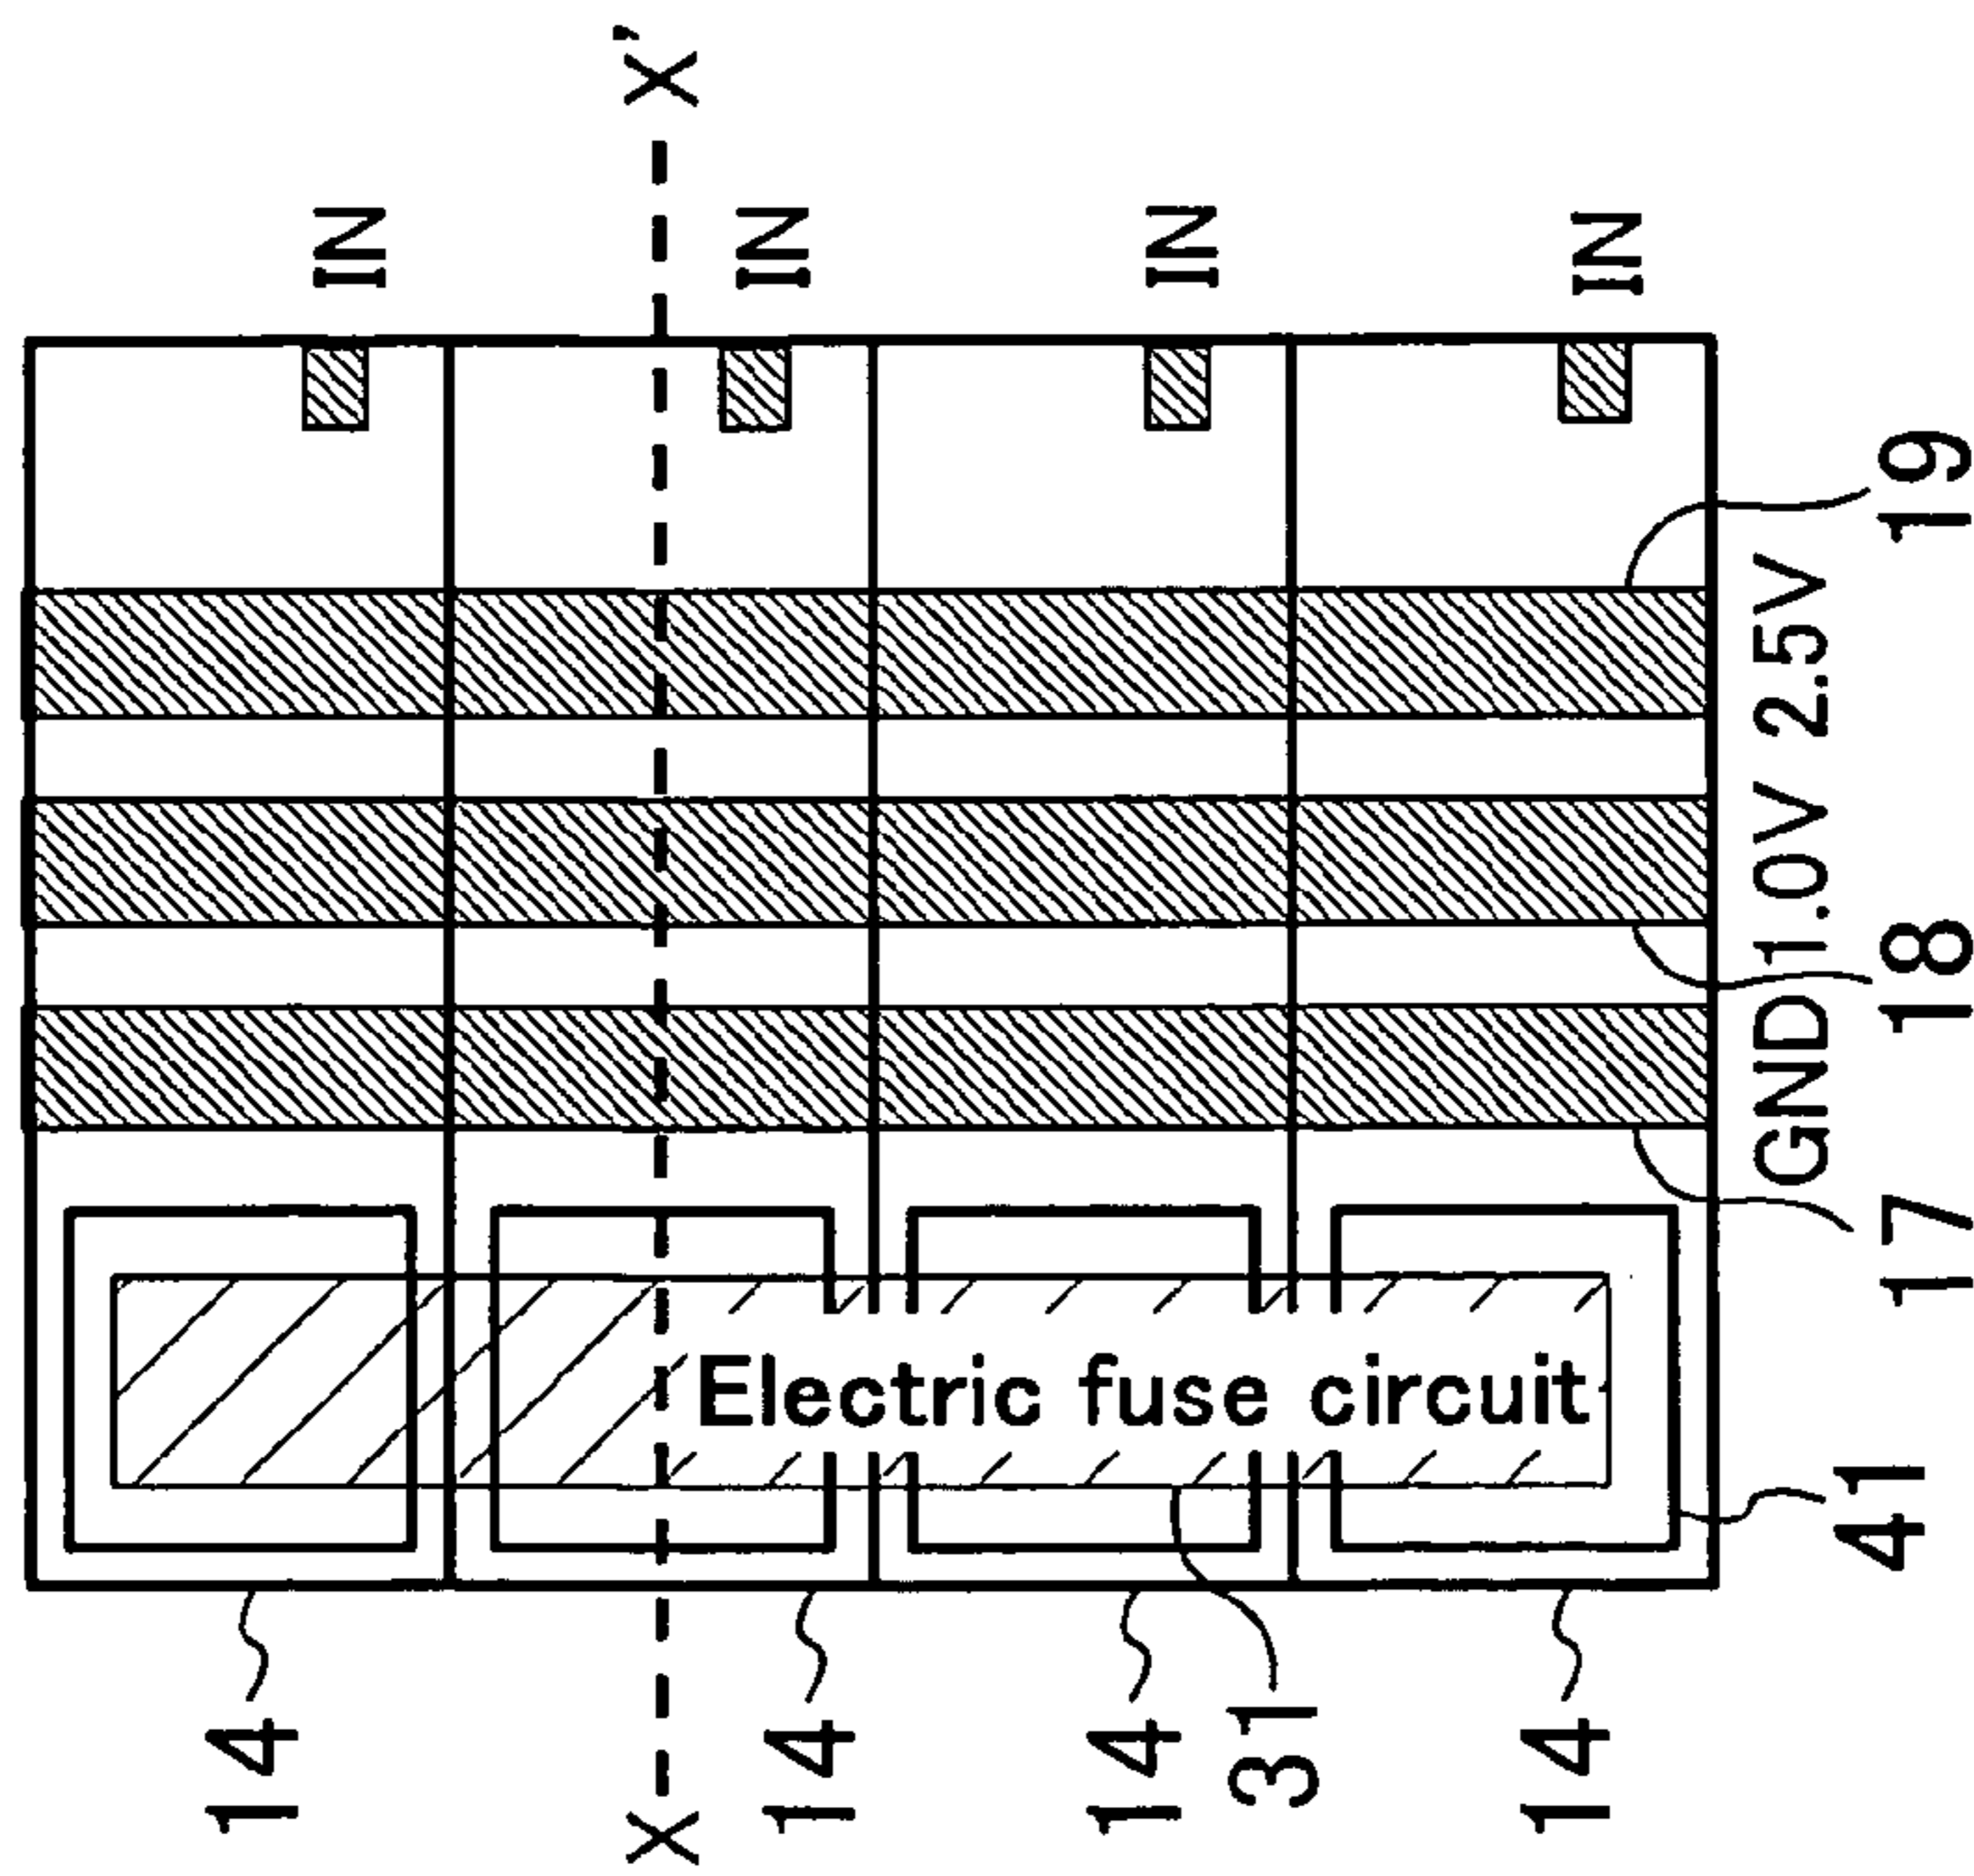 X'
IN
IN
IN
IN
19
GND 1.0V 2.5V
18
17
Electric fuse circuit
41
14
14
14
31
14
X